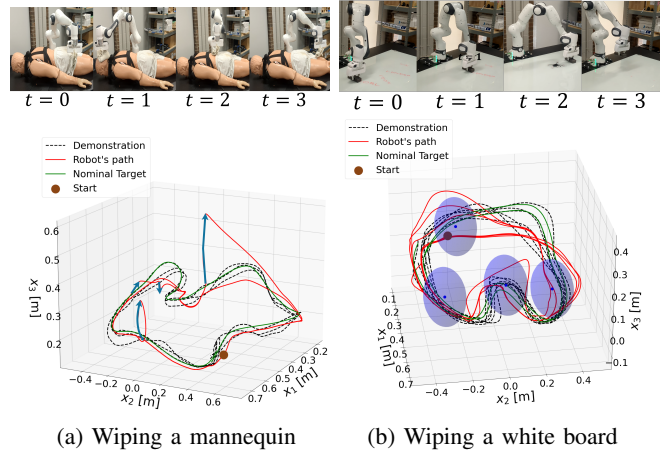 t = 0 t = 1 t = 2 t = 3
Demonstration
Robot's path
Nominal Target
Start
0.6
0.5
0.4
0.3
0.2
x₃ [m]
−0.4 −0.2 0.0 0.2 0.4
x₂ [m]
0.7 0.6 0.5 0.4 0.3 0.2
x₁ [m]
(a) Wiping a mannequin
t = 0 t = 1 t = 2 t = 3
Demonstration
Robot's path
Nominal Target
Start
0.1
0.2
0.3
0.4
0.5
0.6
0.7
x₁ [m]
−0.4 −0.2 0.0 0.2 0.4
x₂ [m]
0.4
0.3
0.2
0.1
0.0
−0.1
x₃ [m]
(b) Wiping a white board